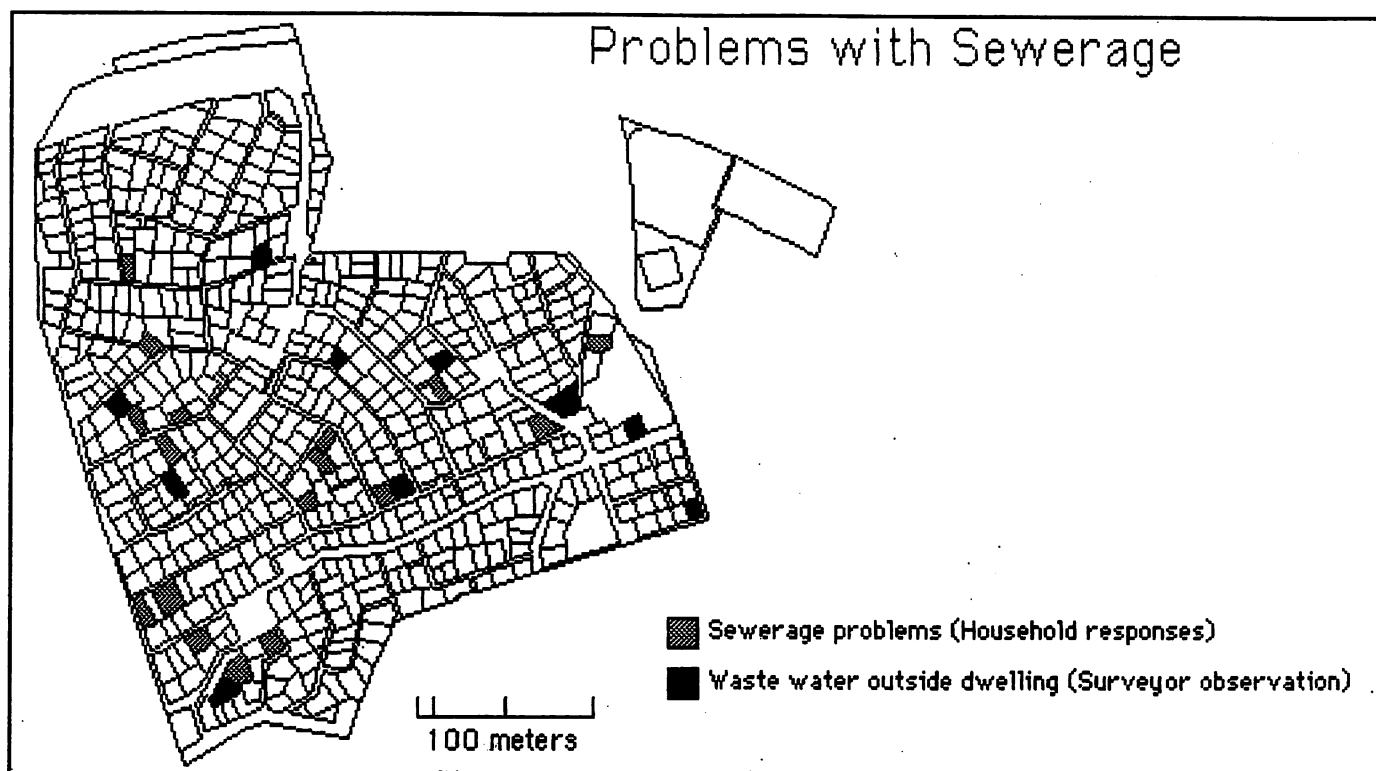 Problems with Sewerage
Sewerage problems (Household responses)
Waste water outside dwelling (Surveyor observation)
100 meters